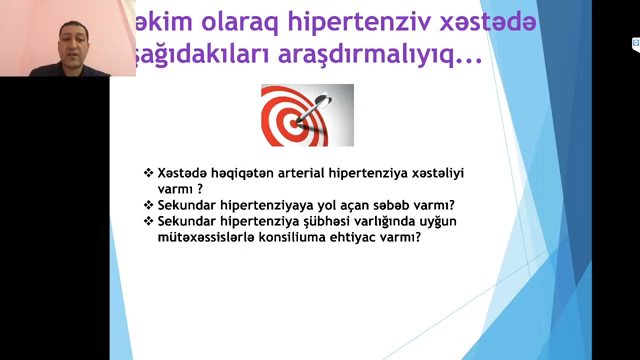 əkim olaraq hipertenziv xəstədə
şağıdakıları araşdırmalıyıq...
❖ Xəstədə həqiqətən arterial hipertenziya xəstəliyi
varmı ?
❖ Sekundar hipertenziyaya yol açan səbəb varmı?
❖ Sekundar hipertenziya şübhəsi varlığında uyğun
mütəxəssislərlə konsiliuma ehtiyac varmı?